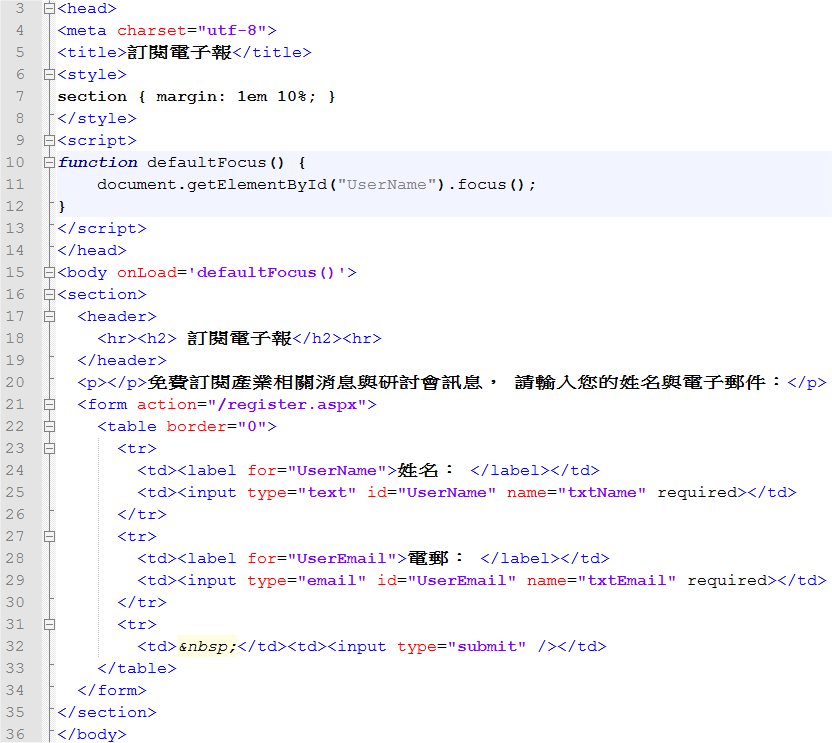 3 <head>
4 <meta charset="utf-8">
5 <title>訂閱電子報</title>
6 <style>
7 section { margin: 1em 10%; }
8 </style>
9 <script>
10 function defaultFocus() {
11     document.getElementById("UserName").focus();
12 }
13 </script>
14 </head>
15 <body onLoad='defaultFocus()'>
16 <section>
17   <header>
18     <hr><h2> 訂閱電子報</h2><hr>
19   </header>
20   <p></p>免費訂閱產業相關消息與研討會訊息， 請輸入您的姓名與電子郵件：</p>
21   <form action="/register.aspx">
22     <table border="0">
23       <tr>
24         <td><label for="UserName">姓名： </label></td>
25         <td><input type="text" id="UserName" name="txtName" required></td>
26       </tr>
27       <tr>
28         <td><label for="UserEmail">電郵： </label></td>
29         <td><input type="email" id="UserEmail" name="txtEmail" required></td>
30       </tr>
31       <tr>
32         <td>&nbsp;</td><td><input type="submit" /></td>
33     </table>
34   </form>
35 </section>
36 </body>